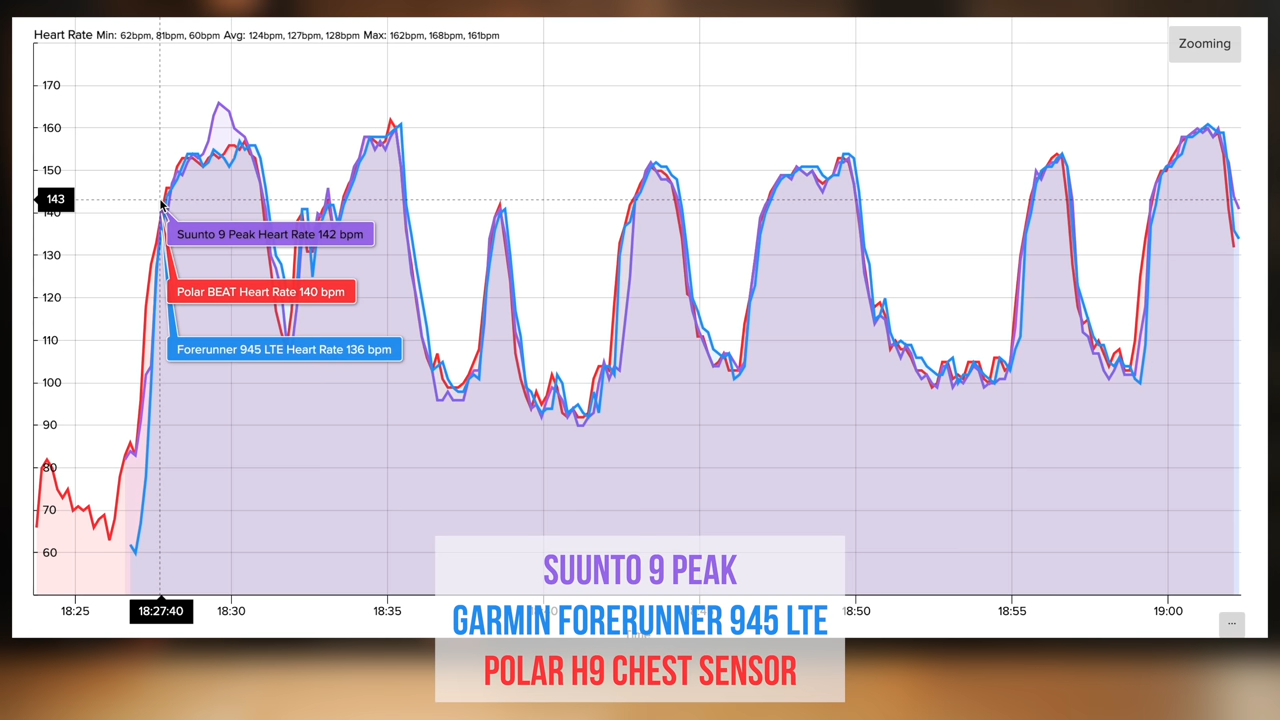 Heart Rate Min: 62bpm, 81bpm, 60bpm Avg: 124bpm, 127bpm, 128bpm Max: 162bpm, 168bpm, 161bpm
Zooming
170
160
150
143
140
130
120
110
100
90
80
70
60
Suunto 9 Peak Heart Rate 142 bpm
Polar BEAT Heart Rate 140 bpm
Forerunner 945 LTE Heart Rate 136 bpm
18:25
18:27:40
18:30
18:35
18:50
18:55
19:00
...
SUUNTO 9 PEAK
GARMIN FORERUNNER 945 LTE
POLAR H9 CHEST SENSOR